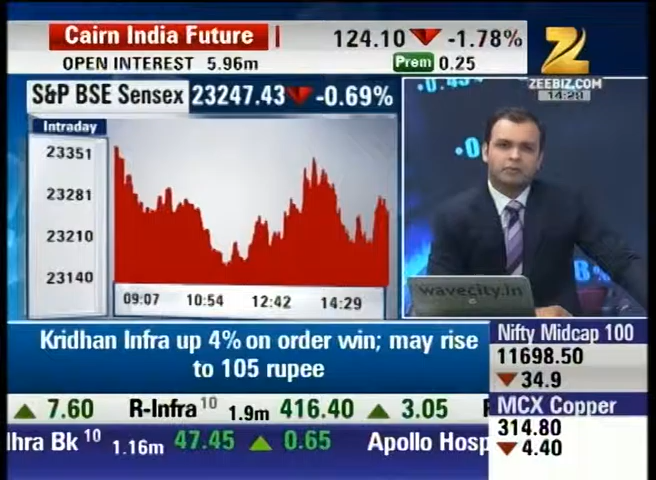 Cairn India Future
124.10 -1.78%
OPEN INTEREST 5.96m
Prem 0.25
Z
ZEEBIZ.COM
S&P BSE Sensex 23247.43 -0.69%
Intraday
23351
23281
23210
23140
09:07 10:54 12:42 14:29
wavecity.in
Kridhan Infra up 4% on order win; may rise
to 105 rupee
Nifty Midcap 100
11698.50
34.9
MCX Copper
314.80
4.40
7.60 R-Infra 10 1.9m 416.40 3.05
dhra Bk 10 1.16m 47.45 0.65 Apollo Hosp